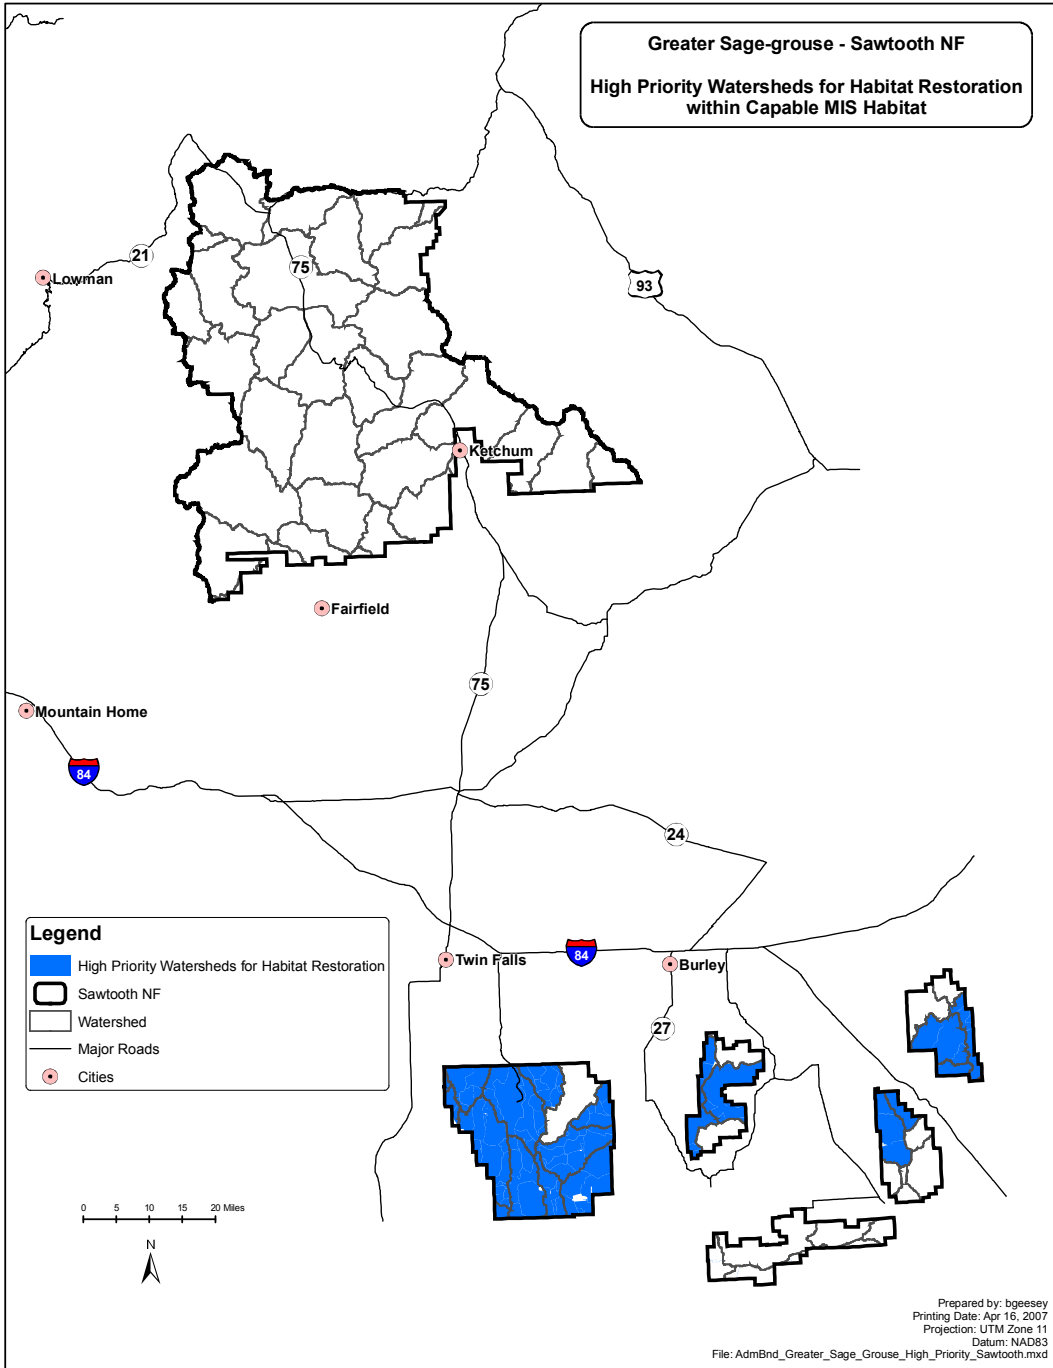 Greater Sage-grouse - Sawtooth NF
High Priority Watersheds for Habitat Restoration
within Capable MIS Habitat
21
75
93
Lowman
Ketchum
Fairfield
75
Mountain Home
84
24
Legend
High Priority Watersheds for Habitat Restoration
Sawtooth NF
Watershed
Major Roads
Cities
Twin Falls
84
Burley
27
0 5 10 15 20 Miles
N
Prepared by: bgeesey
Printing Date: Apr 16, 2007
Projection: UTM Zone 11
Datum: NAD83
File: AdmBnd_Greater_Sage_Grouse_High_Priority_Sawtooth.mxd